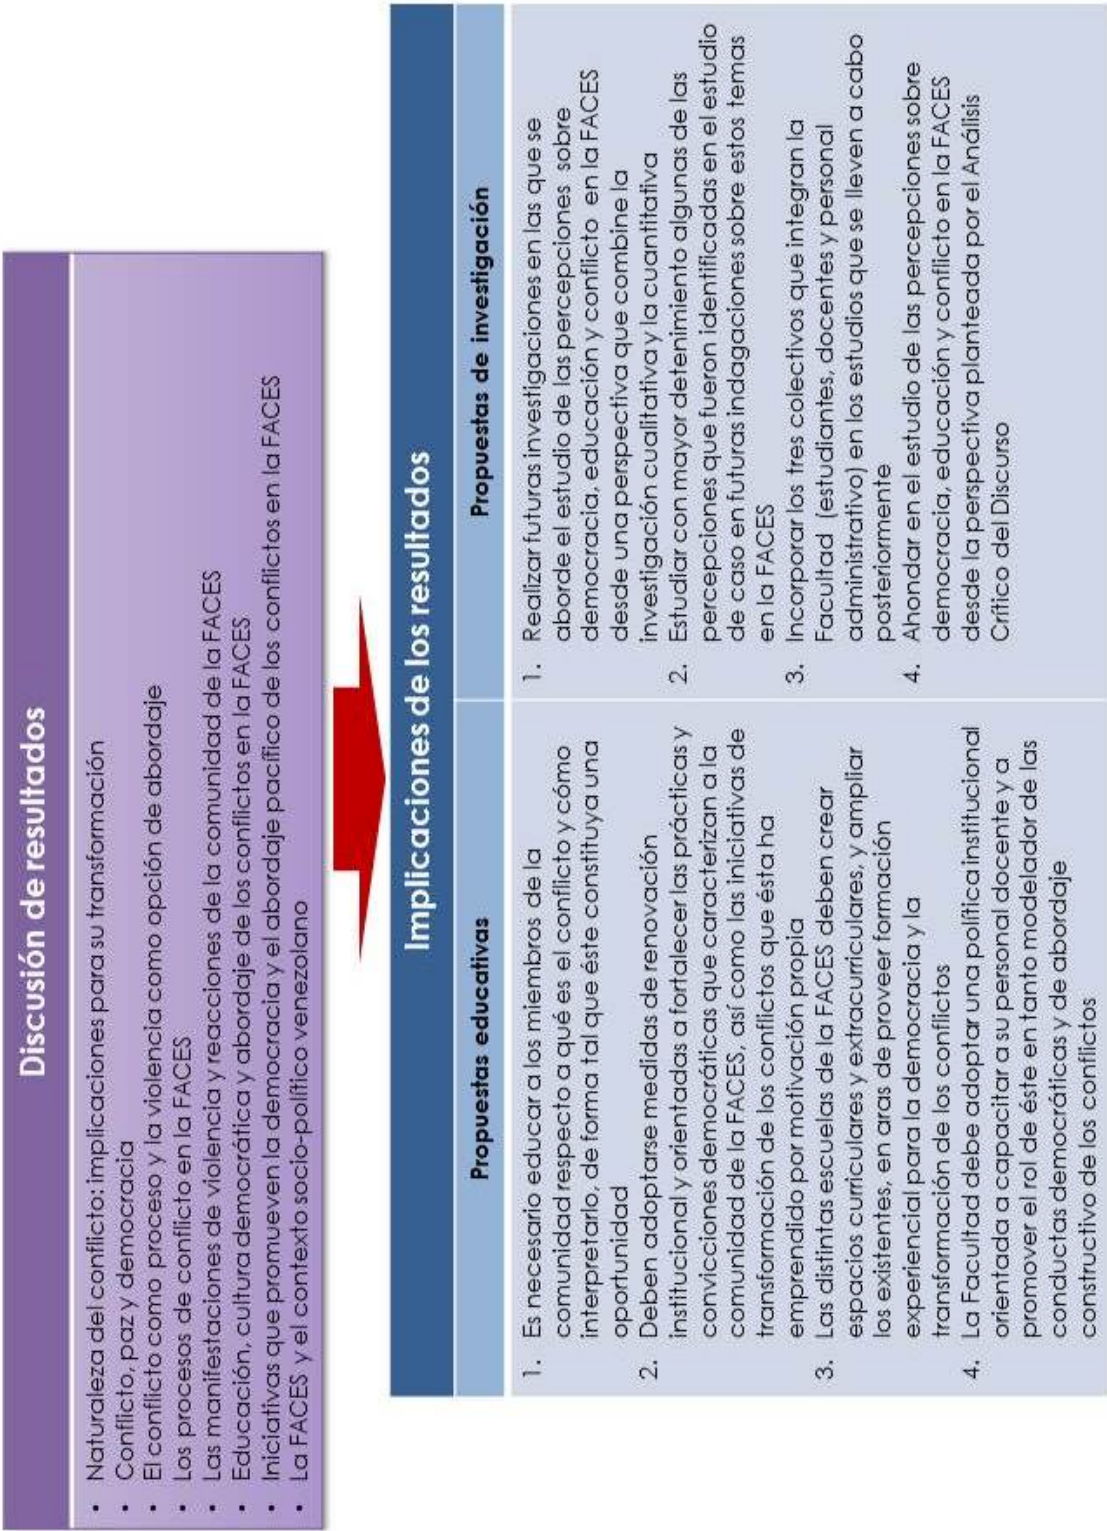 Discusión de resultados
• Naturaleza del conflicto: implicaciones para su transformación
• Conflicto, paz y democracia
• El conflicto como proceso y la violencia como opción de abordaje
• Los procesos de conflicto en la FACES
• Las manifestaciones de violencia y reacciones de la comunidad de la FACES
• Educación, cultura democrática y abordaje de los conflictos en la FACES
• Iniciativas que promueven la democracia y el abordaje pacífico de los conflictos en la FACES
• La FACES y el contexto socio-político venezolano
Implicaciones de los resultados
Propuestas educativas
1. Es necesario educar a los miembros de la
comunidad respecto a qué es el conflicto y cómo
interpretarlo, de forma tal que éste constituya una
oportunidad
2. Deben adoptarse medidas de renovación
institucional y orientadas a fortalecer las prácticas y
convicciones democráticas que caracterizan a la
comunidad de la FACES, así como las iniciativas de
transformación de los conflictos que ésta ha
emprendido por motivación propia
3. Las distintas escuelas de la FACES deben crear
espacios curriculares y extracurriculares, y ampliar
los existentes, en aras de proveer formación
experiencial para la democracia y la
transformación de los conflictos
4. La Facultad debe adoptar una política institucional
orientada a capacitar a su personal docente y a
promover el rol de éste en tanto modelador de las
conductas democráticas y de abordaje
constructivo de los conflictos
Propuestas de investigación
1. Realizar futuras investigaciones en las que se
aborde el estudio de las percepciones sobre
democracia, educación y conflicto en la FACES
desde una perspectiva que combine la
investigación cualitativa y la cuantitativa
2. Estudiar con mayor detenimiento algunas de las
percepciones que fueron identificadas en el estudio
de caso en futuras indagaciones sobre estos temas
en la FACES
3. Incorporar los tres colectivos que integran la
Facultad (estudiantes, docentes y personal
administrativo) en los estudios que se lleven a cabo
posteriormente
4. Ahondar en el estudio de las percepciones sobre
democracia, educación y conflicto en la FACES
desde la perspectiva planteada por el Análisis
Crítico del Discurso